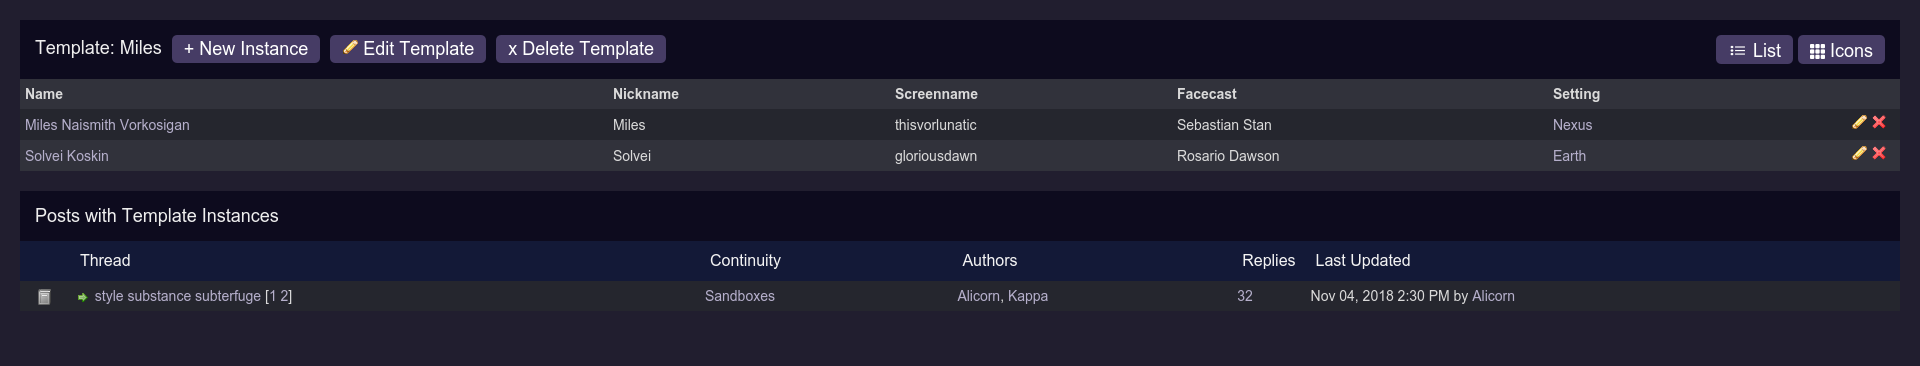 Template: Miles + New Instance Edit Template x Delete Template List Icons
Name Nickname Screenname Facecast Setting
Miles Naismith Vorkosigan Miles thisvorlunatic Sebastian Stan Nexus
Solvei Koskin Solvei gloriousdawn Rosario Dawson Earth
Posts with Template Instances
Thread Continuity Authors Replies Last Updated
style substance subterfuge [1 2] Sandboxes Alicorn, Kappa 32 Nov 04, 2018 2:30 PM by Alicorn